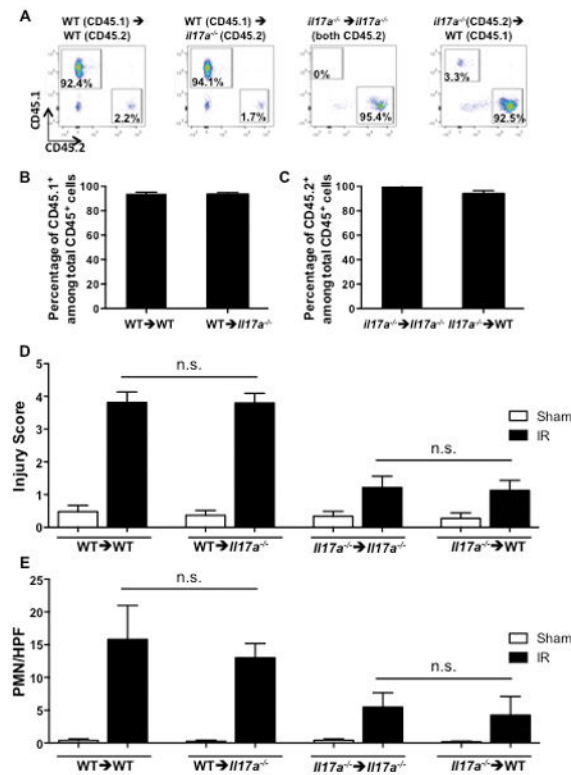 A
WT (CD45.1) ➔
WT (CD45.2)
WT (CD45.1) ➔
il17a-/- (CD45.2)
il17a-/- ➔ il17a-/-
(both CD45.2)
il17a-/- (CD45.2) ➔
WT (CD45.1)
92.4%
2.2%
94.1%
1.7%
0%
95.4%
3.3%
92.5%
CD45.1
CD45.2
B
Percentage of CD45.1+
among total CD45+ cells
100
80
60
40
20
0
WT➔WT
WT➔Il17a-/-
C
Percentage of CD45.2+
among total CD45+ cells
100
80
60
40
20
0
il17a-/-➔Il17a-/-
Il17a-/-➔WT
D
Injury Score
5
4
3
2
1
0
n.s.
n.s.
Sham
IR
WT➔WT
WT➔Il17a-/-
Il17a-/-➔Il17a-/-
Il17a-/-➔WT
E
PMN/HPF
25
20
15
10
5
0
n.s.
n.s.
Sham
IR
WT➔WT
WT➔Il17a-/-
Il17a-/-➔Il17a-/-
Il17a-/-➔WT